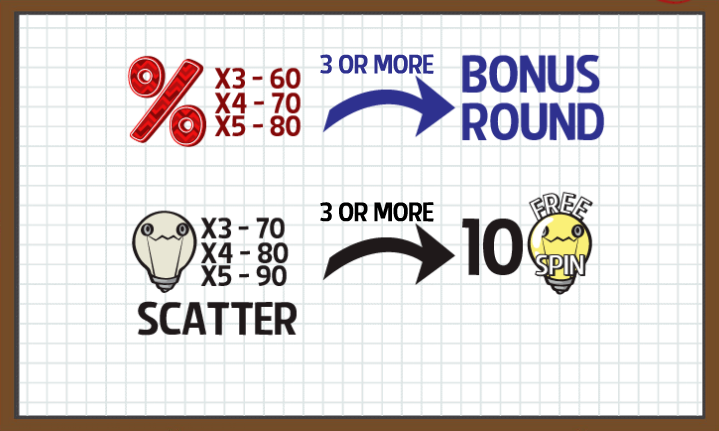 %
X3 - 60
X4 - 70
X5 - 80
3 OR MORE
BONUS
ROUND
X3 - 70
X4 - 80
X5 - 90
SCATTER
3 OR MORE
10
FREE
SPIN